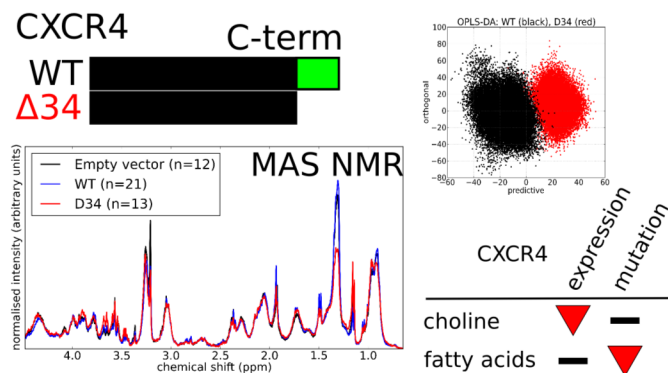 CXCR4
C-term
WT
Δ34
OPLS-DA: WT (black), D34 (red)
orthogonal
100
80
60
40
20
0
−20
−40
−60
−80
−60 −40 −20 0 20 40 60
predictive
MAS NMR
Empty vector (n=12)
WT (n=21)
D34 (n=13)
normalised intensity (arbitrary units)
4.0 3.5 3.0 2.5 2.0 1.5 1.0
chemical shift (ppm)
CXCR4
expression
mutation
choline
fatty acids